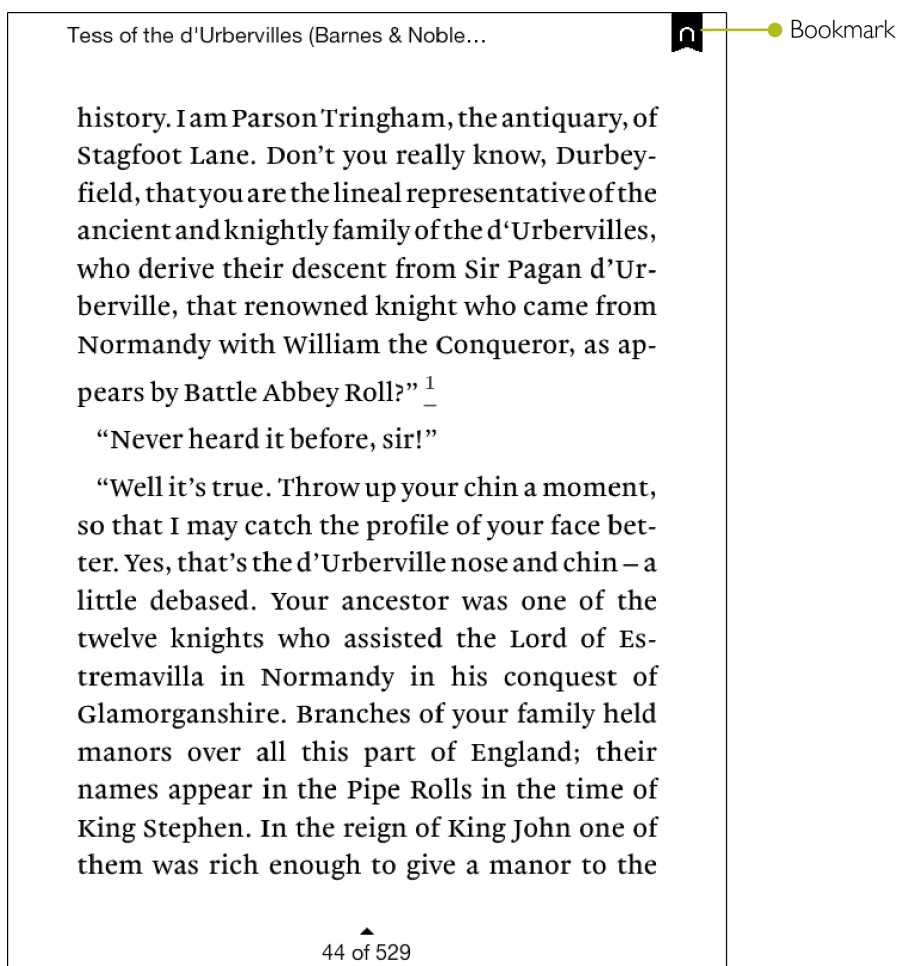 Tess of the d'Urbervilles (Barnes & Noble...
Bookmark
history. I am Parson Tringham, the antiquary, of
Stagfoot Lane. Don’t you really know, Durbey-
field, that you are the lineal representative of the
ancient and knightly family of the d‘Urbervilles,
who derive their descent from Sir Pagan d’Ur-
berville, that renowned knight who came from
Normandy with William the Conqueror, as ap-
pears by Battle Abbey Roll?” 1
“Never heard it before, sir!”
“Well it’s true. Throw up your chin a moment,
so that I may catch the profile of your face bet-
ter. Yes, that’s the d’Urberville nose and chin – a
little debased. Your ancestor was one of the
twelve knights who assisted the Lord of Es-
tremavilla in Normandy in his conquest of
Glamorganshire. Branches of your family held
manors over all this part of England; their
names appear in the Pipe Rolls in the time of
King Stephen. In the reign of King John one of
them was rich enough to give a manor to the
44 of 529